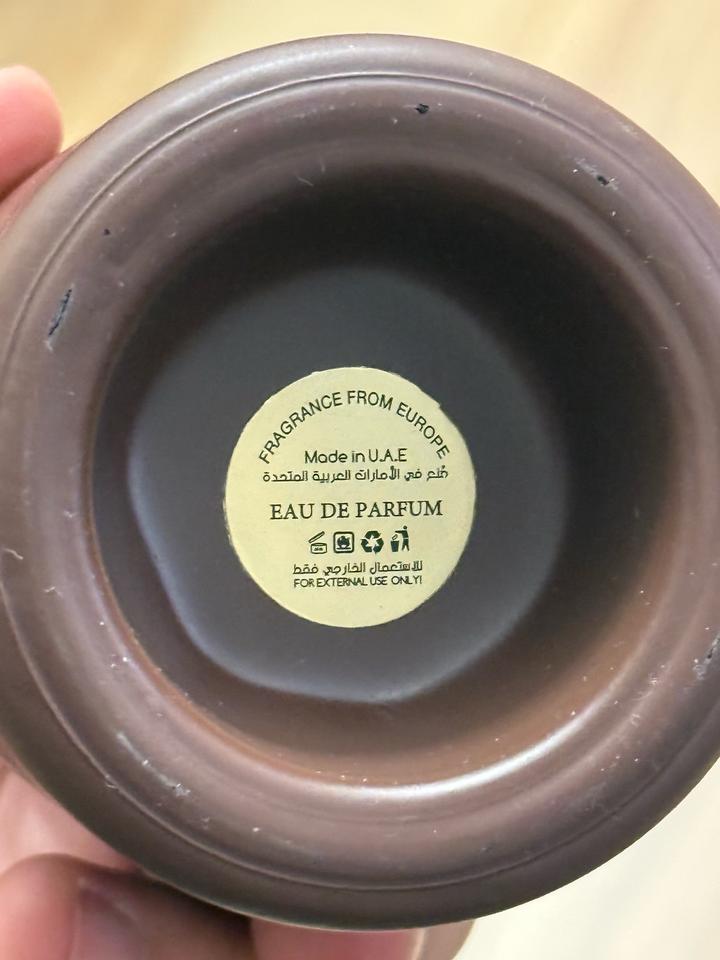 FRAGRANCE FROM EUROPE
Made in U.A.E
صُنع في الأمارات العربية المتحدة
EAU DE PARFUM
للاستعمال الخارجي فقط
FOR EXTERNAL USE ONLY!